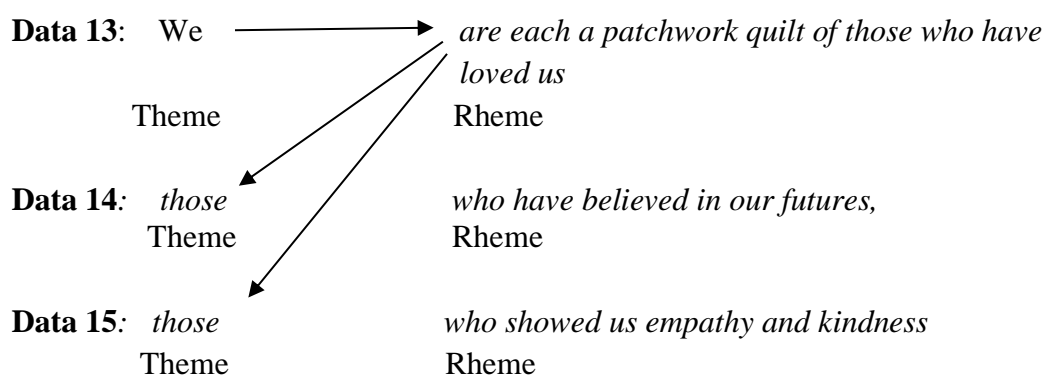 Data 13: We are each a patchwork quilt of those who have
loved us
Theme Rheme
Data 14: those who have believed in our futures,
Theme Rheme
Data 15: those who showed us empathy and kindness
Theme Rheme